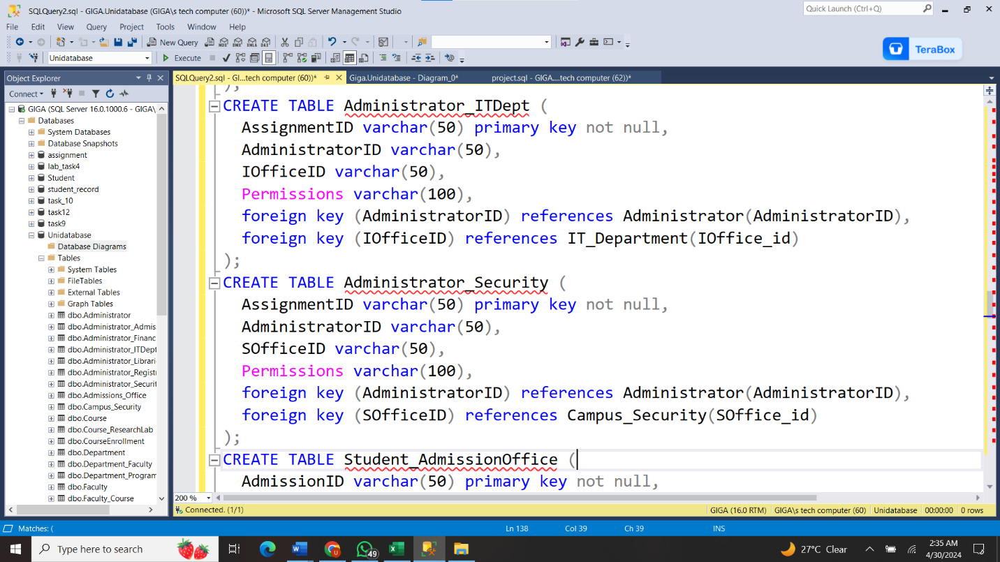 SQLQuery2.sql - GIGA.Unidatabase (GIGA\s tech computer (60))* - Microsoft SQL Server Management Studio
Quick Launch (Ctrl+Q)
File Edit View Query Project Tools Window Help
New Query
MDX DMX XMLA DAX
TeraBox
Unidatabase
Execute
Object Explorer
SQLQuery2.sql - GI...tech computer (60))*
Giga.Unidatabase - Diagram_0*
project.sql - GIGA....tech computer (62))*
Connect
GIGA (SQL Server 16.0.1000.6 - GIGA\
Databases
System Databases
Database Snapshots
assignment
lab_task4
Student
student_record
task_10
task12
task9
Unidatabase
Database Diagrams
Tables
System Tables
FileTables
External Tables
Graph Tables
dbo.Administrator
dbo.Administrator_Admis
dbo.Administrator_Financ
dbo.Administrator_ITDept
dbo.Administrator_Librari
dbo.Administrator_Registr
dbo.Administrator_Securit
dbo.Admissions_Office
dbo.Campus_Security
dbo.Course
dbo.Course_ResearchLab
dbo.CourseEnrollment
dbo.Department
dbo.Department_Faculty
dbo.Department_Program
dbo.Faculty
dbo.Faculty_Course
);
CREATE TABLE Administrator_ITDept (
AssignmentID varchar(50) primary key not null,
AdministratorID varchar(50),
IOfficeID varchar(50),
Permissions varchar(100),
foreign key (AdministratorID) references Administrator(AdministratorID),
foreign key (IOfficeID) references IT_Department(IOffice_id)
);
CREATE TABLE Administrator_Security (
AssignmentID varchar(50) primary key not null,
AdministratorID varchar(50),
SOfficeID varchar(50),
Permissions varchar(100),
foreign key (AdministratorID) references Administrator(AdministratorID),
foreign key (SOfficeID) references Campus_Security(SOffice_id)
);
CREATE TABLE Student_AdmissionOffice (
AdmissionID varchar(50) primary key not null,
200 %
Connected. (1/1)
GIGA (16.0 RTM) GIGA\s tech computer (60) Unidatabase 00:00:00 0 rows
Matches: (
Ln 138 Col 39 Ch 39 INS
Type here to search
49
27°C Clear
2:35 AM
4/30/2024